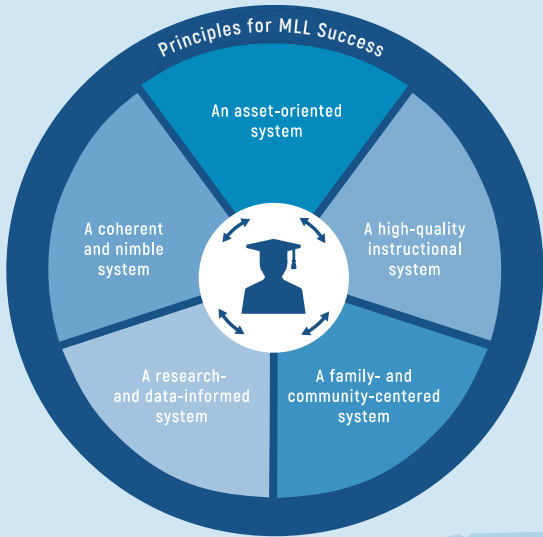 Principles for MLL Success
An asset-oriented
system
A high-quality
instructional
system
A family- and
community-centered
system
A research-
and data-informed
system
A coherent
and nimble
system